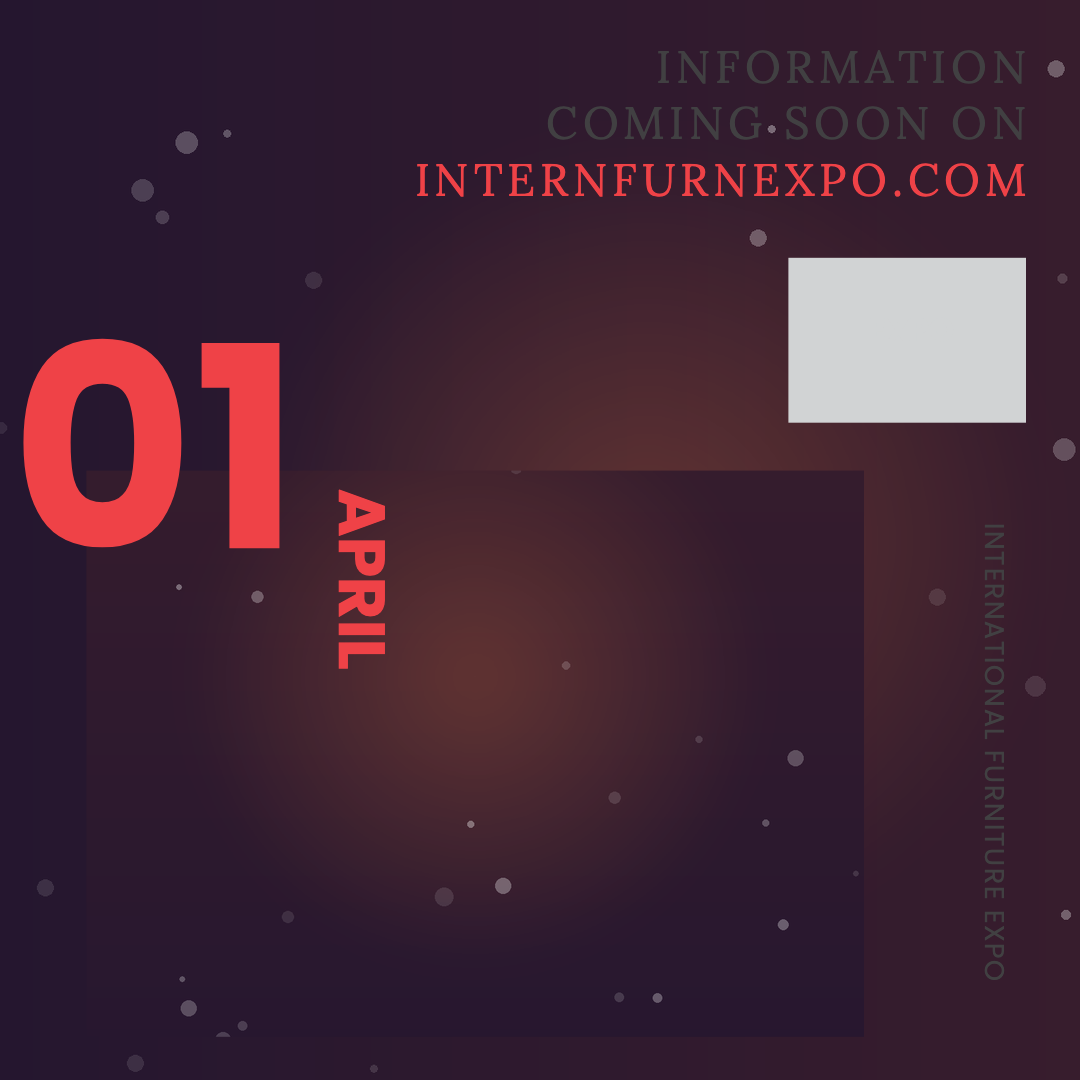 INFORMATION
COMING SOON ON
INTERNFURNEXPO.COM
01
APRIL
INTERNATIONAL FURNITURE EXPO